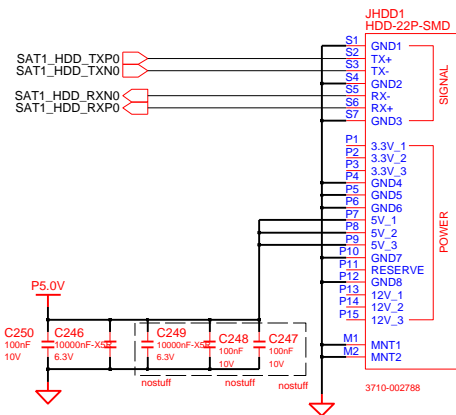 JHDD1
HDD-22P-SMD
S1 GND1
SAT1_HDD_TXP0 S2 TX+
SAT1_HDD_TXN0 S3 TX-
S4 GND2
SAT1_HDD_RXN0 S5 RX-
SAT1_HDD_RXP0 S6 RX+
S7 GND3
SIGNAL
P1 3.3V_1
P2 3.3V_2
P3 3.3V_3
P4 GND4
P5 GND5
P6 GND6
P7 5V_1
P8 5V_2
P9 5V_3
P10 GND7
P11 RESERVE
P12 GND8
P13 12V_1
P14 12V_2
P15 12V_3
POWER
M1 MNT1
M2 MNT2
3710-002788
P5.0V
C250
100nF
10V
C246
10000nF-X5R
6.3V
C249
10000nF-X5R
6.3V
nostuff
C248
100nF
10V
nostuff
C247
100nF
10V
nostuff